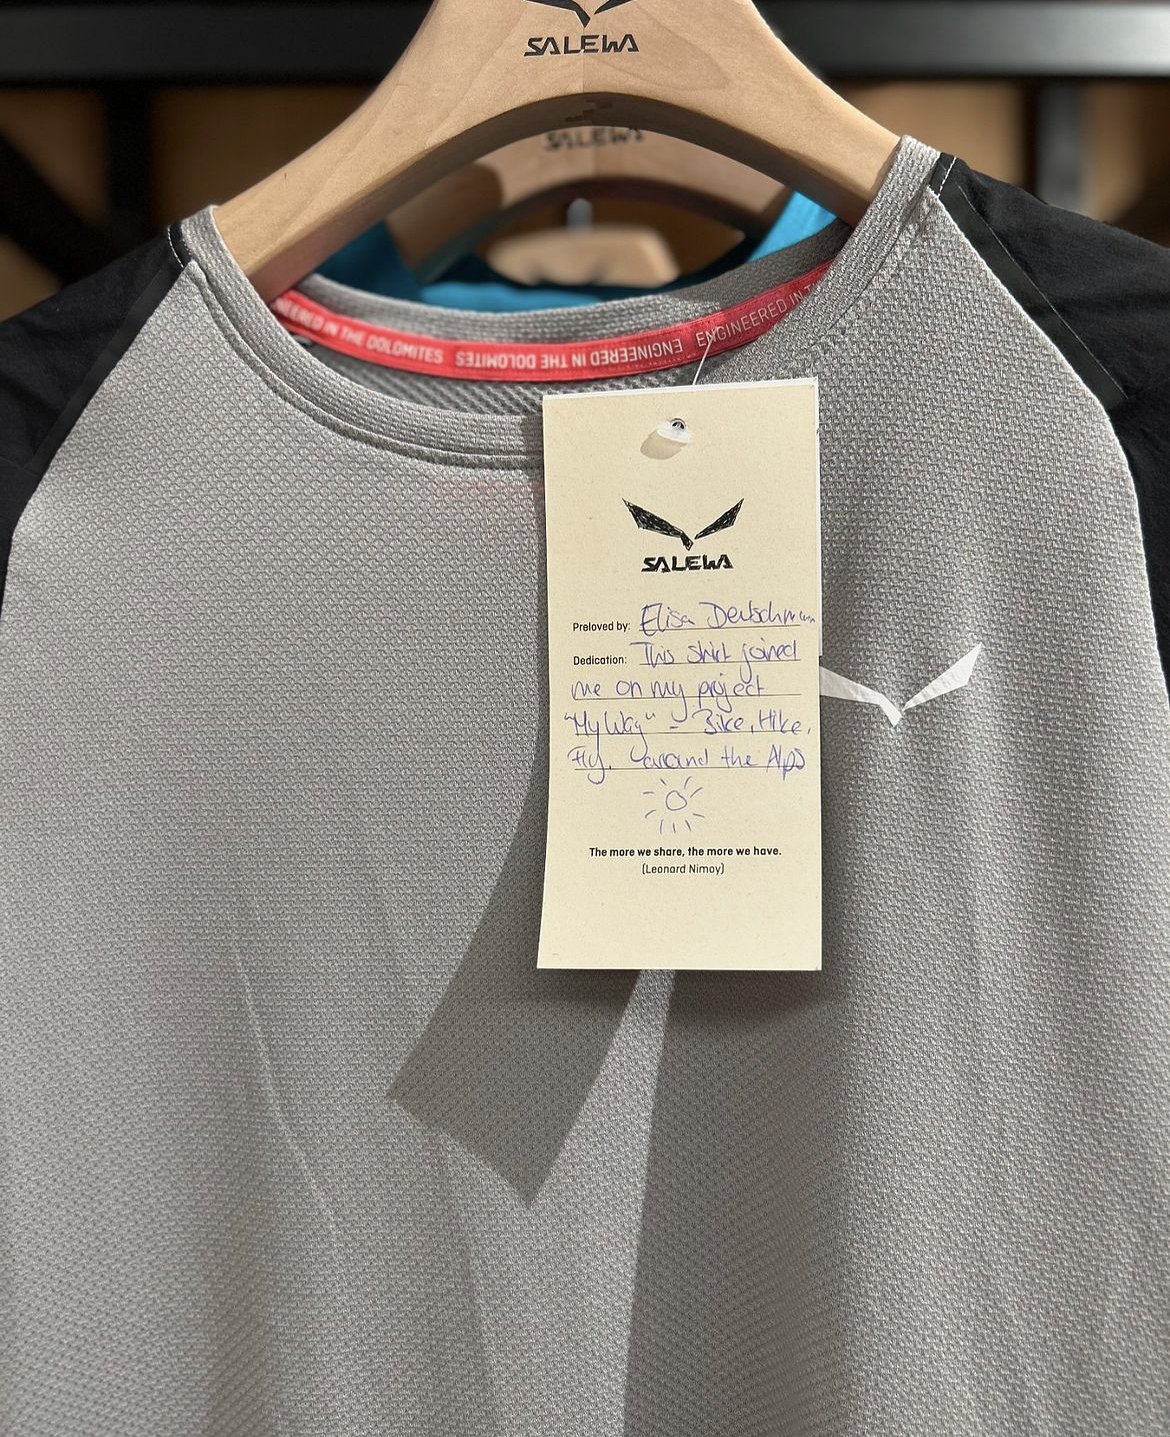 SALEWA
SALEWA
ENGINEERED IN THE DOLOMITES ENGINEERED IN THE DOLOMITES ENGINEERED IN
SALEWA
Preloved by: Elisa Deutschmann
Dedication: This shirt joined
me on my project
"My Way" - Bike, Hike,
Fly. around the Alps
The more we share, the more we have.
(Leonard Nimoy)